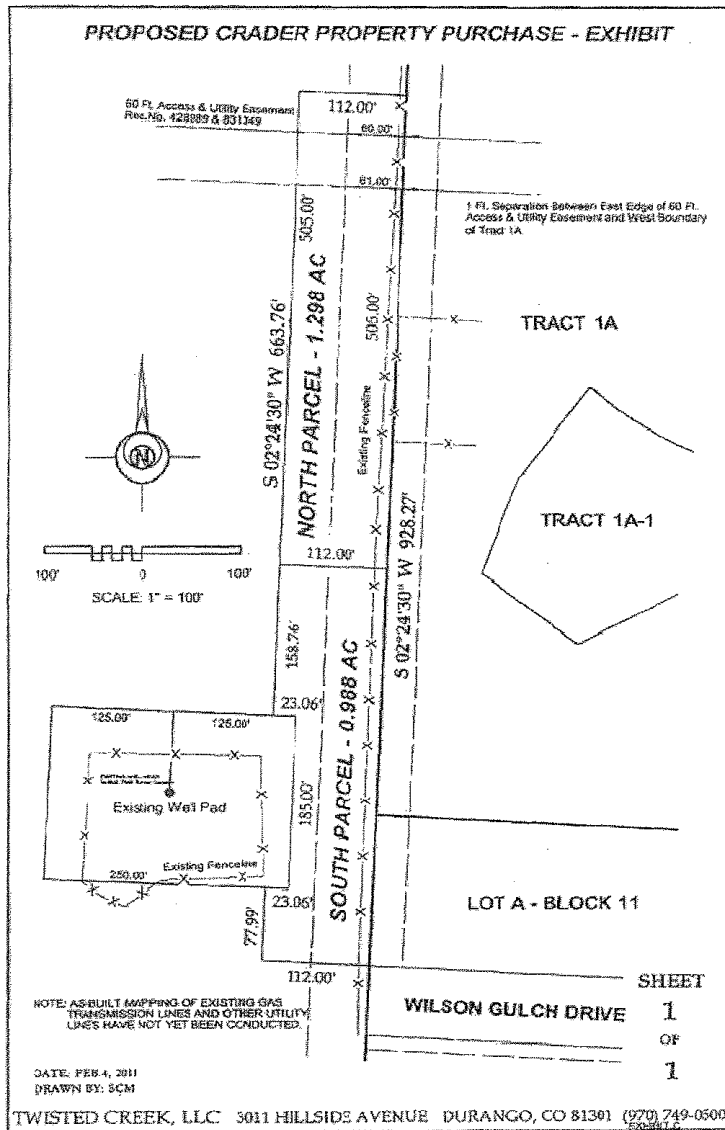 PROPOSED CRADER PROPERTY PURCHASE - EXHIBIT
60 Ft. Access & Utility Easement
Rec. No. 428989 & 831349
112.00'
60.00'
61.00'
1 Ft. Separation Between East Edge of 60 Ft.
Access & Utility Easement and West Boundary
of Tract 1A
505.00'
S 02°24'30" W 663.76'
NORTH PARCEL - 1.298 AC
505.00'
Existing Fenceline
TRACT 1A
N
TRACT 1A-1
100' 0 100'
SCALE: 1" = 100'
112.00'
S 02°24'30" W 928.27'
158.76'
23.06'
SOUTH PARCEL - 0.988 AC
125.00' 125.00'
Existing Well Pad
185.00'
Existing Fenceline
250.00'
23.06'
77.99'
LOT A - BLOCK 11
112.00'
SHEET
1
OF
1
WILSON GULCH DRIVE
NOTE: AS-BUILT MAPPING OF EXISTING GAS
TRANSMISSION LINES AND OTHER UTILITY
LINES HAVE NOT YET BEEN CONDUCTED.
DATE: FEB 4, 2011
DRAWN BY: SCM
TWISTED CREEK, LLC 3011 HILLSIDE AVENUE DURANGO, CO 81301 (970) 749-0500
EXHIBIT C